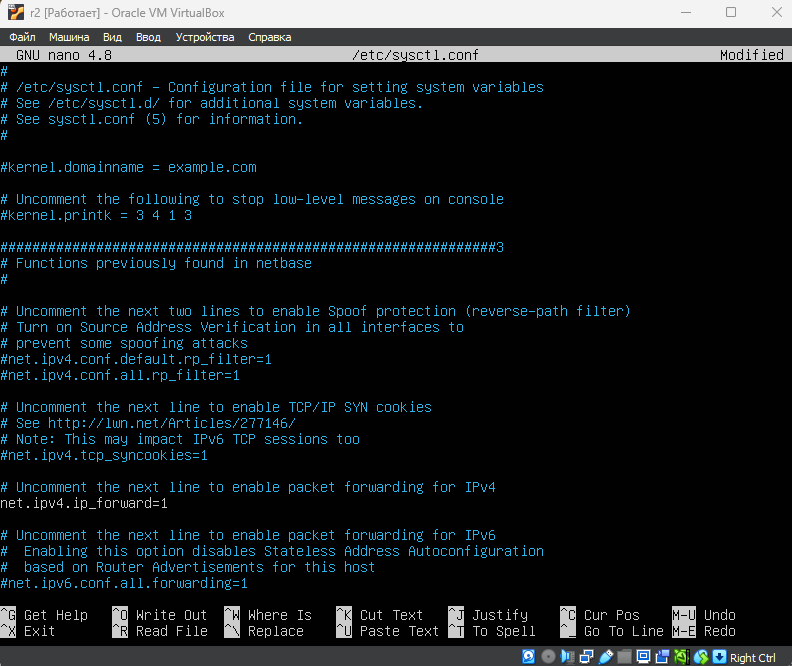 r2 [Работает] - Oracle VM VirtualBox
Файл Машина Вид Ввод Устройства Справка
GNU nano 4.8 /etc/sysctl.conf Modified
#
# /etc/sysctl.conf - Configuration file for setting system variables
# See /etc/sysctl.d/ for additional system variables.
# See sysctl.conf (5) for information.
#
#kernel.domainname = example.com
# Uncomment the following to stop low-level messages on console
#kernel.printk = 3 4 1 3
##############################################################3
# Functions previously found in netbase
#
# Uncomment the next two lines to enable Spoof protection (reverse-path filter)
# Turn on Source Address Verification in all interfaces to
# prevent some spoofing attacks
#net.ipv4.conf.default.rp_filter=1
#net.ipv4.conf.all.rp_filter=1
# Uncomment the next line to enable TCP/IP SYN cookies
# See http://lwn.net/Articles/277146/
# Note: This may impact IPv6 TCP sessions too
#net.ipv4.tcp_syncookies=1
# Uncomment the next line to enable packet forwarding for IPv4
net.ipv4.ip_forward=1
# Uncomment the next line to enable packet forwarding for IPv6
#  Enabling this option disables Stateless Address Autoconfiguration
#  based on Router Advertisements for this host
#net.ipv6.conf.all.forwarding=1
^G Get Help ^O Write Out ^W Where Is ^K Cut Text ^J Justify ^C Cur Pos M-U Undo
^X Exit ^R Read File ^\ Replace ^U Paste Text ^T To Spell ^_ Go To Line M-E Redo
Right Ctrl